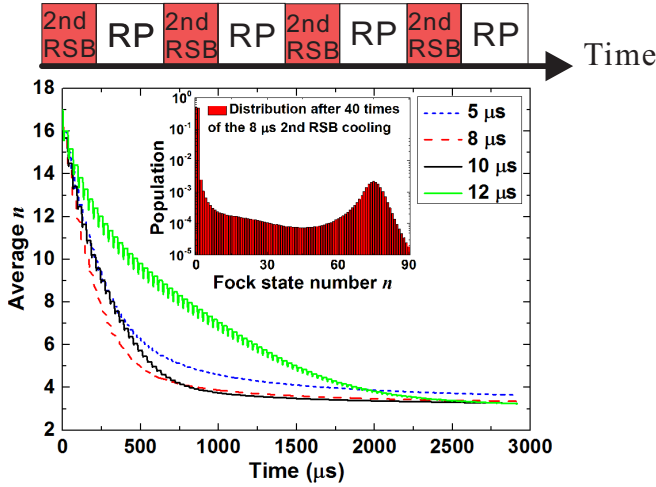 2nd RSB RP 2nd RSB RP 2nd RSB RP 2nd RSB RP Time
18
16
14
12
10
8
6
4
2
Average n
0 500 1000 1500 2000 2500 3000
Time (μs)
10^0
10^-1
10^-2
10^-3
10^-4
10^-5
Population
Distribution after 40 times
of the 8 μs 2nd RSB cooling
0 30 60 90
Fock state number n
5 μs
8 μs
10 μs
12 μs